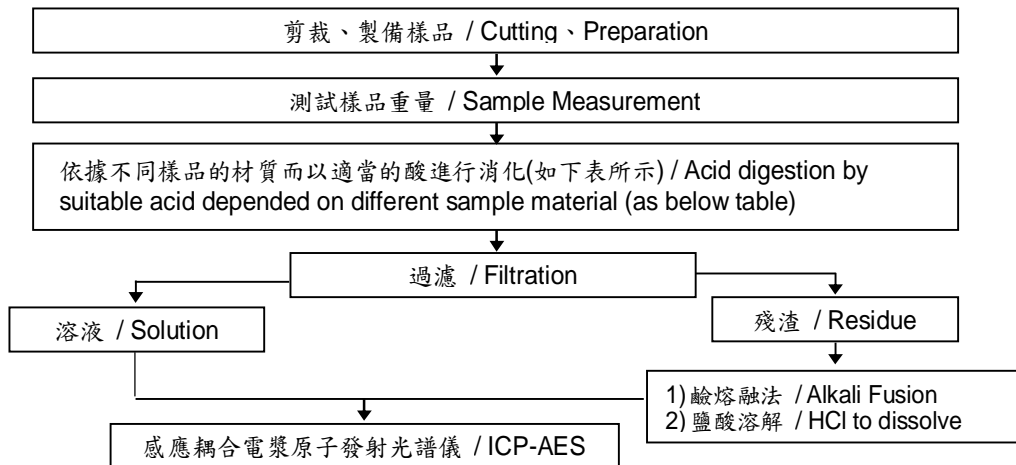 剪裁、製備樣品 / Cutting、Preparation
測試樣品重量 / Sample Measurement
依據不同樣品的材質而以適當的酸進行消化(如下表所示) / Acid digestion by
suitable acid depended on different sample material (as below table)
過濾 / Filtration
溶液 / Solution
殘渣 / Residue
1)鹼熔融法 / Alkali Fusion
2)鹽酸溶解 / HCl to dissolve
感應耦合電漿原子發射光譜儀 / ICP-AES